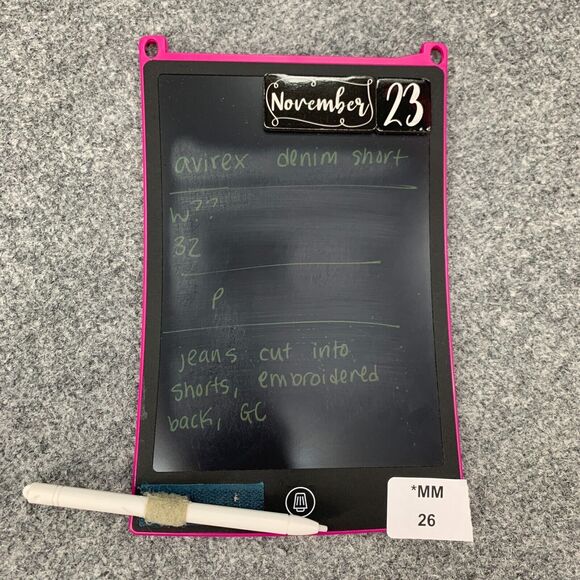 November 23
avirex denim short
W??
32
P
jeans cut into
shorts, embroidered
back, GC
*MM
26